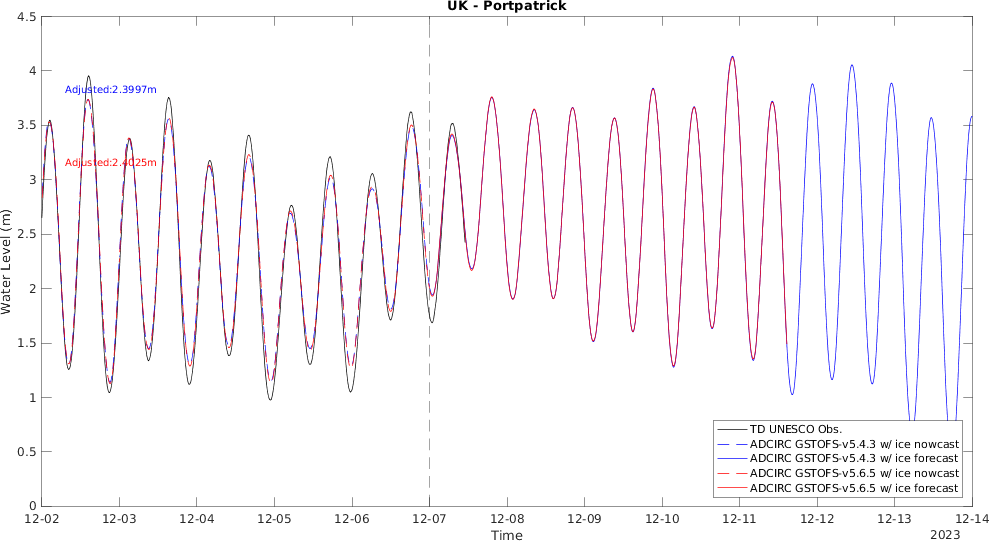 UK - Portpatrick
4.5
4
3.5
3
2.5
2
1.5
1
0.5
0
Water Level (m)
Adjusted:2.3997m
Adjusted:2.4025m
TD UNESCO Obs.
ADCIRC GSTOFS-v5.4.3 w/ ice nowcast
ADCIRC GSTOFS-v5.4.3 w/ ice forecast
ADCIRC GSTOFS-v5.6.5 w/ ice nowcast
ADCIRC GSTOFS-v5.6.5 w/ ice forecast
12-02 12-03 12-04 12-05 12-06 12-07 12-08 12-09 12-10 12-11 12-12 12-13 12-14
Time
2023